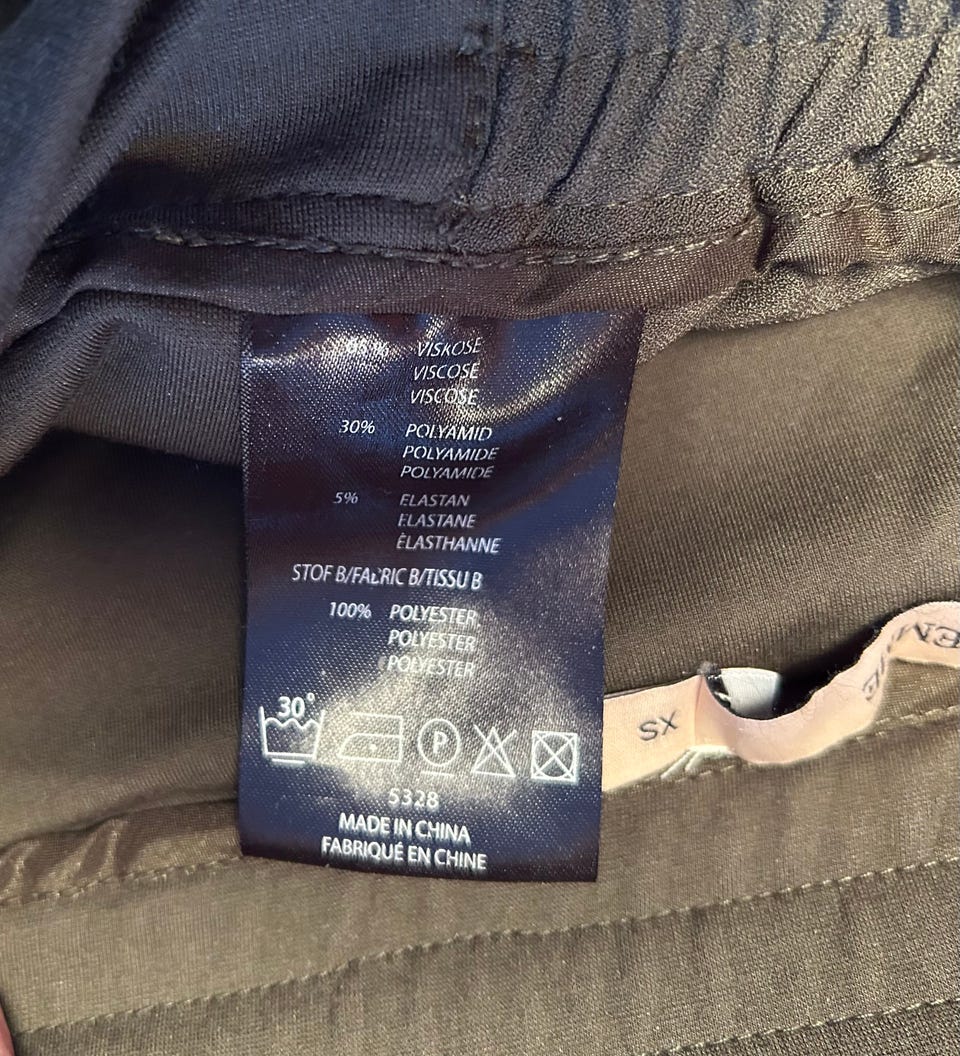 VISKOSE
VISCOSE
VISCOSE
30% POLYAMID
POLYAMIDE
POLYAMIDE
5% ELASTAN
ELASTANE
ÉLASTHANNE
STOF B/FABRIC B/TISSU B
100% POLYESTER
POLYESTER
POLYESTER
30°
P
5328
MADE IN CHINA
FABRIQUÉ EN CHINE
XS